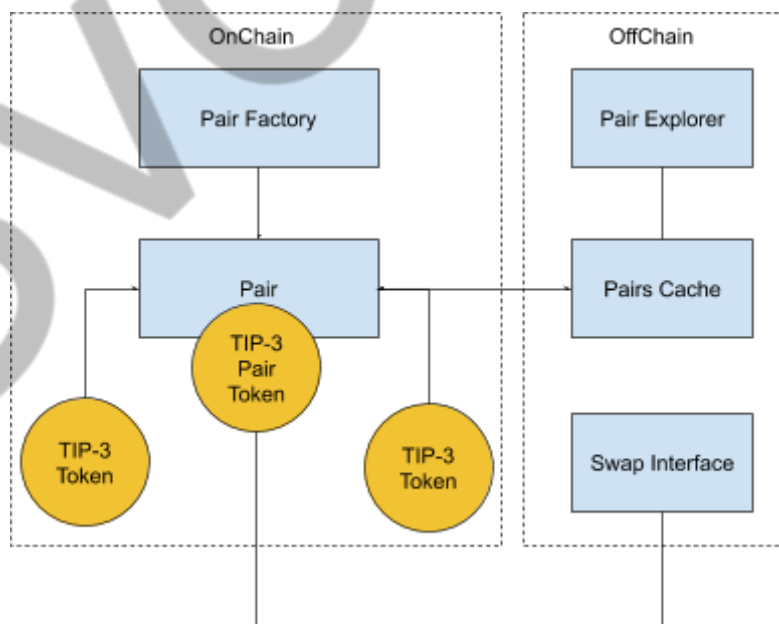 OnChain
OffChain
Pair Factory
Pair Explorer
Pair
Pairs Cache
TIP-3
Pair
Token
TIP-3
Token
TIP-3
Token
Swap Interface